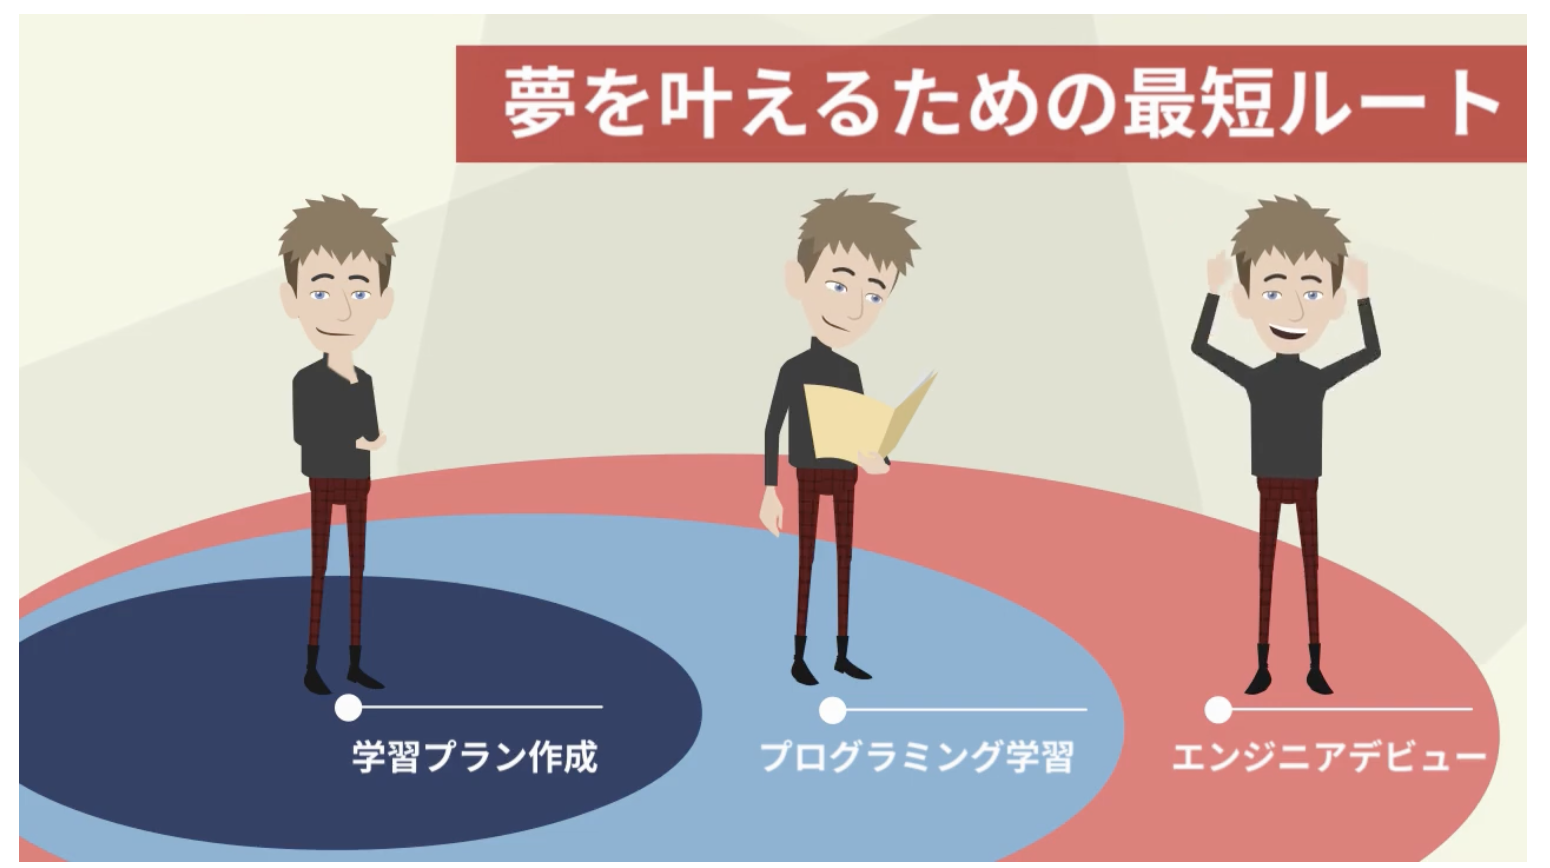 夢を叶えるための最短ルート
学習プラン作成
プログラミング学習
エンジニアデビュー